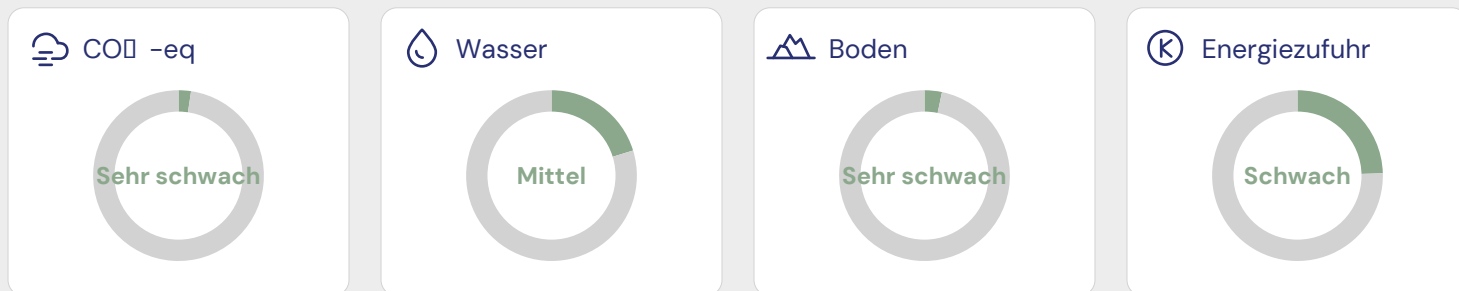 CO▯ -eq
Wasser
Boden
Energiezufuhr
Sehr schwach
Mittel
Sehr schwach
Schwach